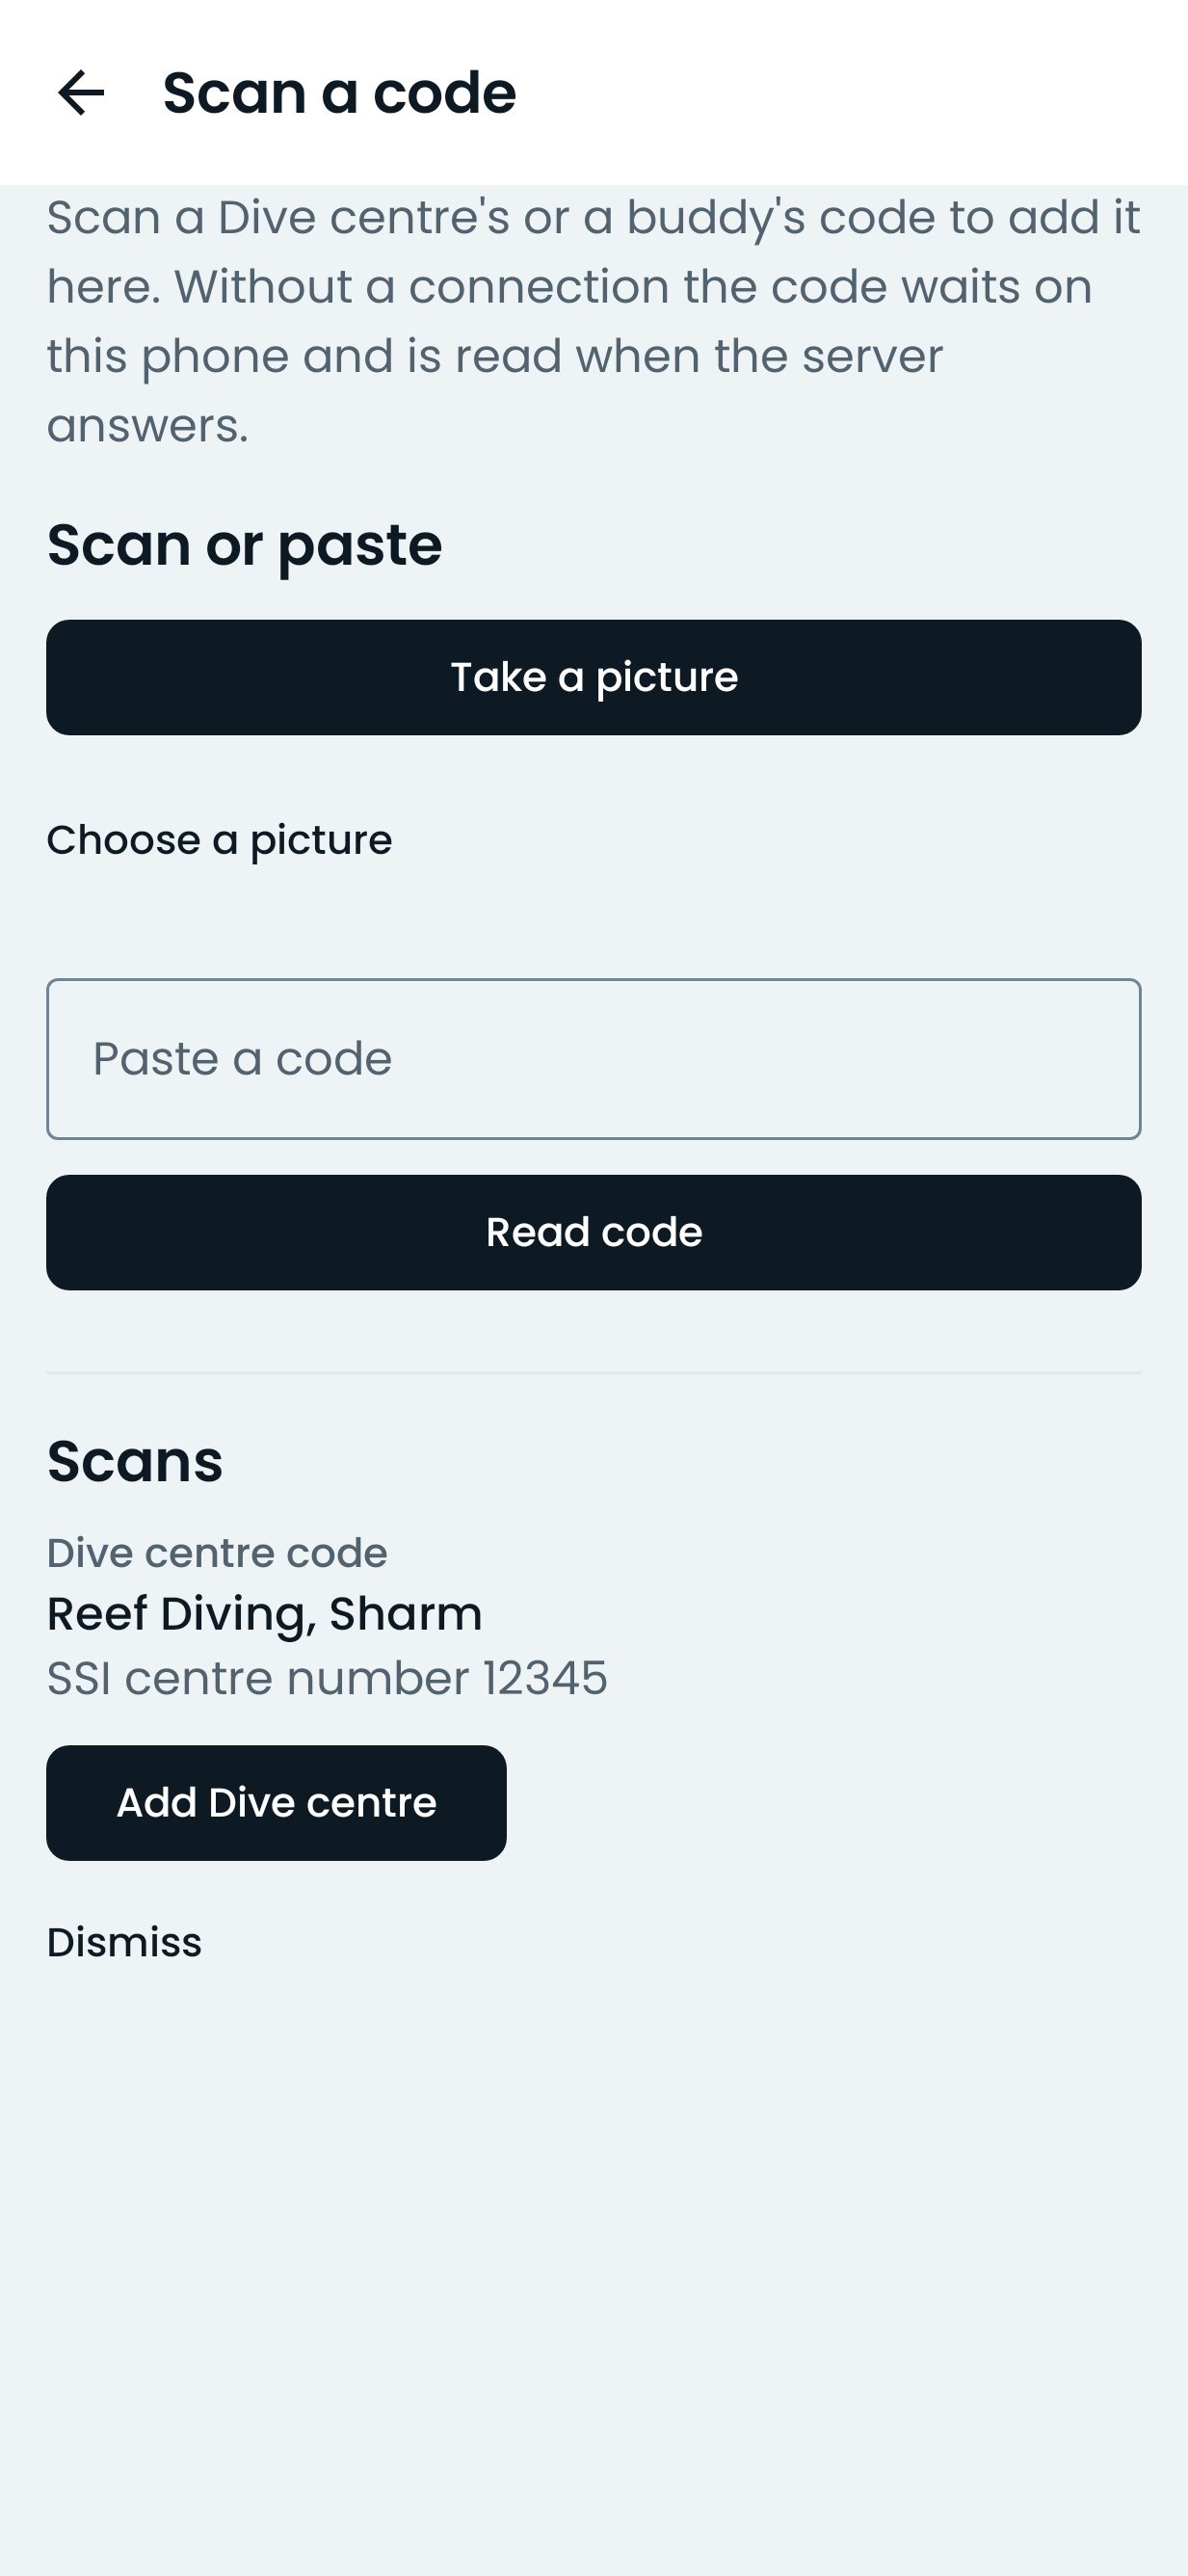 Scan a code
Scan a Dive centre's or a buddy's code to add it
here. Without a connection the code waits on
this phone and is read when the server
answers.
Scan or paste
Take a picture
Choose a picture
Paste a code
Read code
Scans
Dive centre code
Reef Diving, Sharm
SSI centre number 12345
Add Dive centre
Dismiss